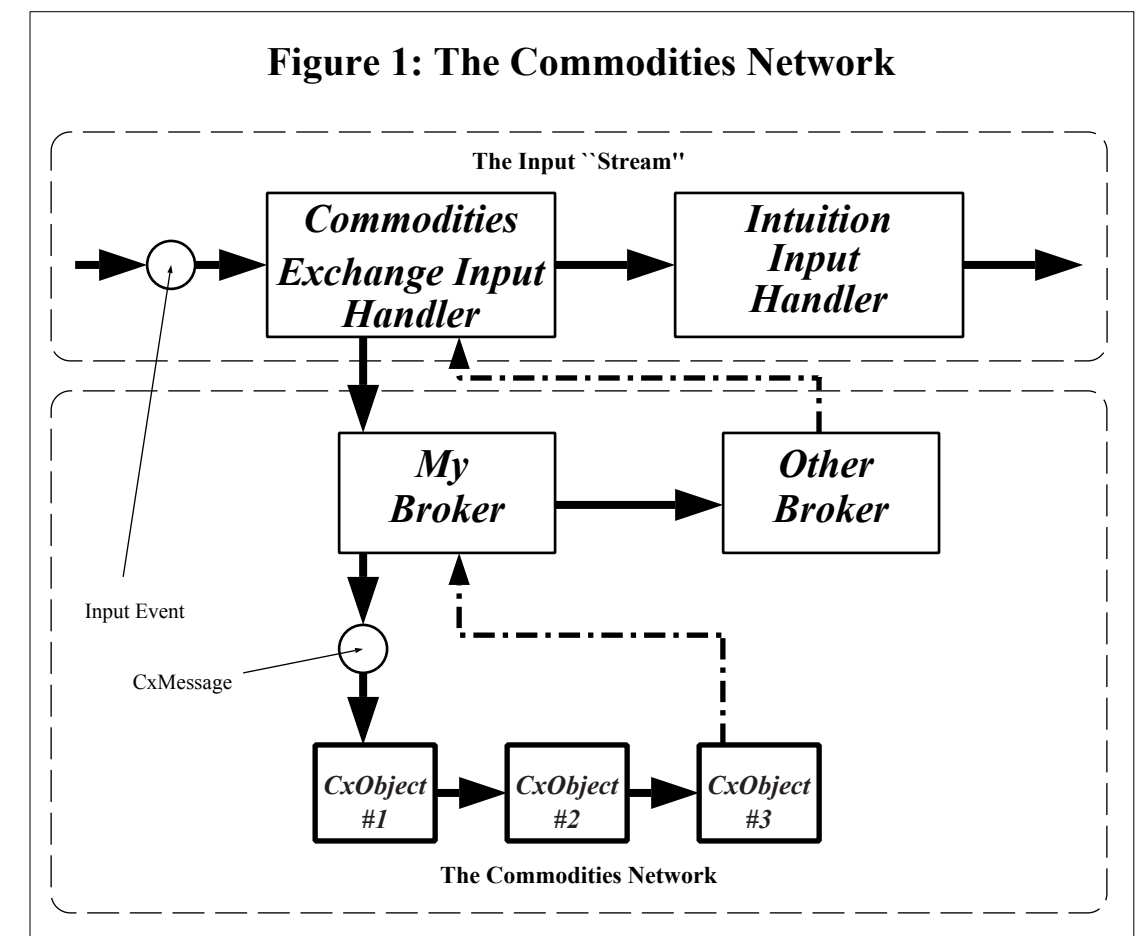 Figure 1: The Commodities Network
The Input ``Stream''
Commodities
Exchange Input
Handler
Intuition
Input
Handler
My
Broker
Other
Broker
Input Event
CxMessage
CxObject
#1
CxObject
#2
CxObject
#3
The Commodities Network